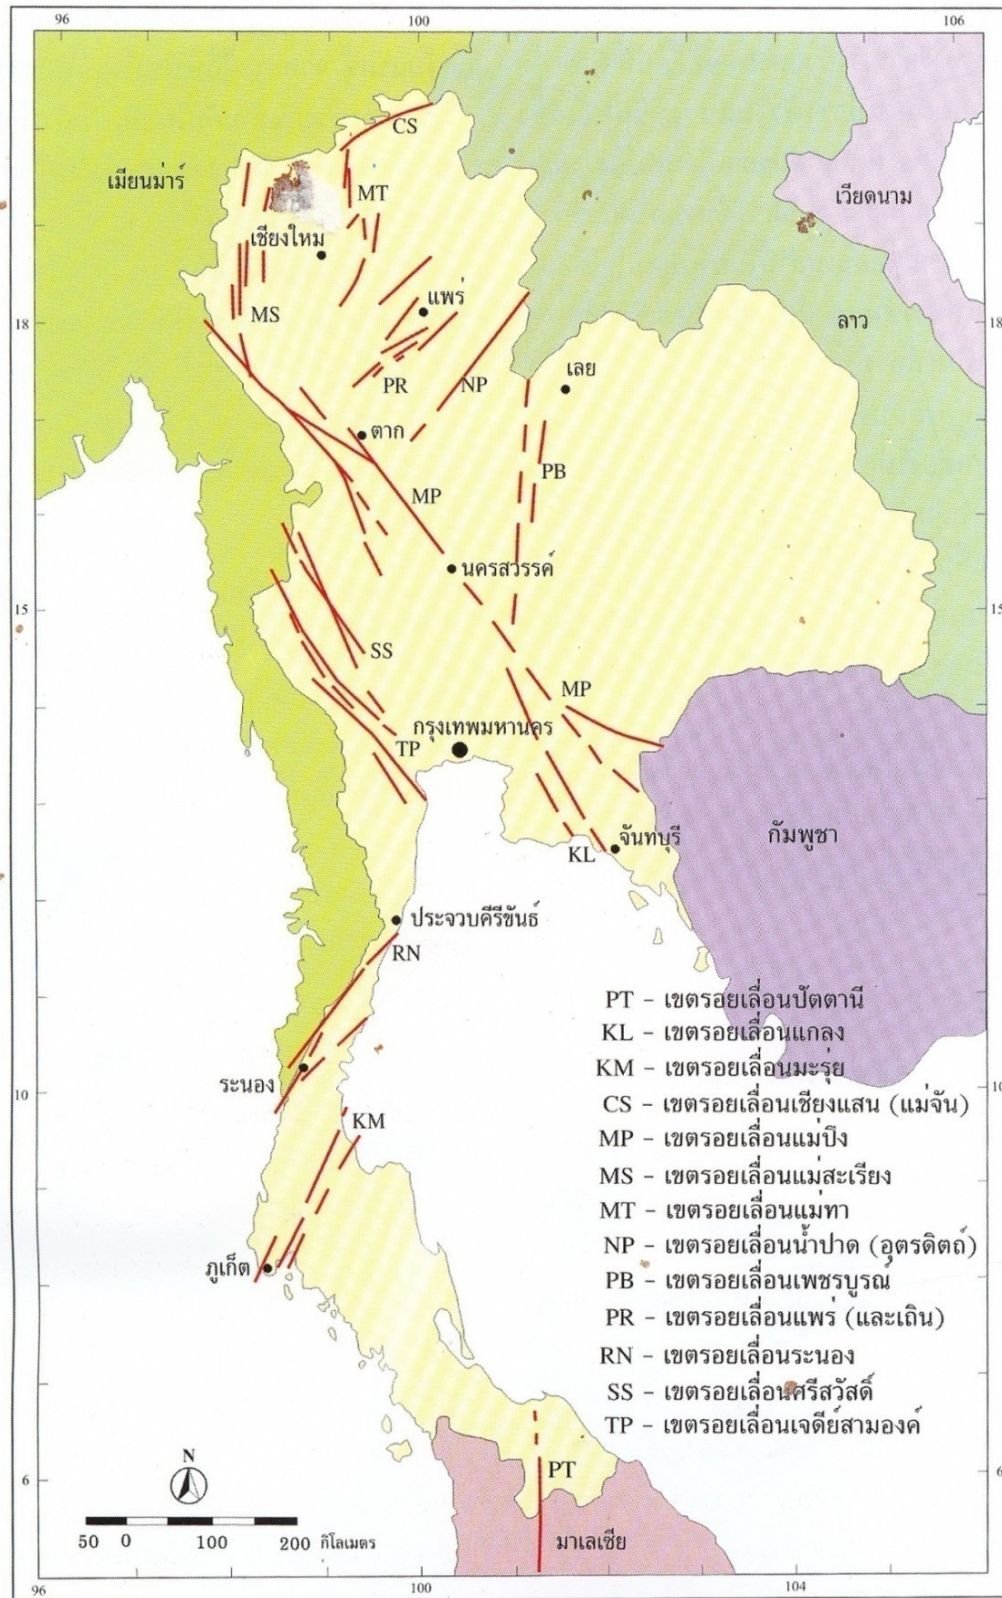 96
100
106
CS
เมียนม่าร์
MT
เวียดนาม
เชียงใหม่
แพร่
MS
18
18
ลาว
เลย
PR
NP
ตาก
PB
MP
นครสวรรค์
15
15
SS
MP
กรุงเทพมหานคร
TP
กัมพูชา
จันทบุรี
KL
ประจวบคีรีขันธ์
RN
PT - เขตรอยเลื่อนปัตตานี
KL - เขตรอยเลื่อนแกลง
KM - เขตรอยเลื่อนมะรุ่ย
ระนอง
10
10
CS - เขตรอยเลื่อนเชียงแสน (แม่จัน)
KM
MP - เขตรอยเลื่อนแม่ปิง
MS - เขตรอยเลื่อนแม่สะเรียง
MT - เขตรอยเลื่อนแม่ทา
NP - เขตรอยเลื่อนน้ำปาด (อุตรดิตถ์)
ภูเก็ต
PB - เขตรอยเลื่อนเพชรบูรณ์
PR - เขตรอยเลื่อนแพร่ (และเถิน)
RN - เขตรอยเลื่อนระนอง
SS - เขตรอยเลื่อนศรีสวัสดิ์
TP - เขตรอยเลื่อนเจดีย์สามองค์
N
6
6
PT
50 0 100 200 กิโลเมตร
มาเลเซีย
96
100
104